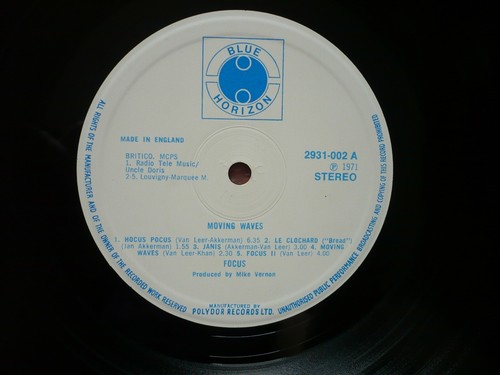 BLUE
HORIZON
MADE IN ENGLAND
BRITICO, MCPS
1. Radio Tele Music/
Uncle Doris
2-5. Louvigny-Marquee M.
2931-002 A
Ⓟ 1971
STEREO
MOVING WAVES
1. HOCUS POCUS (Van Leer-Akkerman) 6.35 2. LE CLOCHARD ("Bread")
(Jan Akkerman) 1.55 3. JANIS (Akkerman-Van Leer) 3.00 4. MOVING
WAVES (Van Leer-Khan) 2.30 5. FOCUS II (Van Leer) 4.00
FOCUS
Produced by Mike Vernon
MANUFACTURED BY
POLYDOR RECORDS LTD.
ALL RIGHTS OF THE MANUFACTURER AND OF THE OWNER OF THE RECORDED WORK RESERVED
UNAUTHORISED PUBLIC PERFORMANCE BROADCASTING AND COPYING OF THIS RECORD PROHIBITED